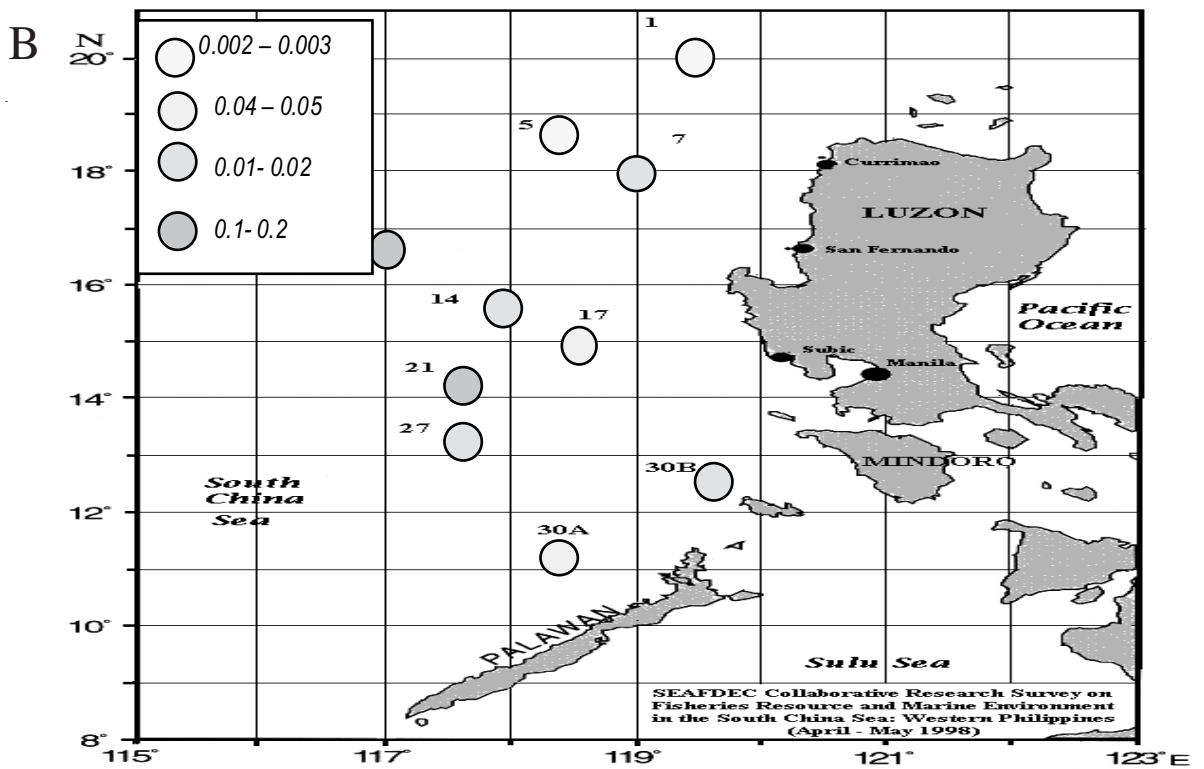 B
N
20°
18°
16°
14°
12°
10°
8°
0.002 – 0.003
0.04 – 0.05
0.01- 0.02
0.1- 0.2
1
5
7
14
17
21
27
30B
30A
Currimao
LUZON
San Fernando
Pacific
Ocean
Subic
Manila
MINDORO
South
China
Sea
PALAWAN
Sulu Sea
SEAFDEC Collaborative Research Survey on
Fisheries Resource and Marine Environment
in the South China Sea: Western Philippines
(April - May 1998)
115°
117°
119°
121°
123°E